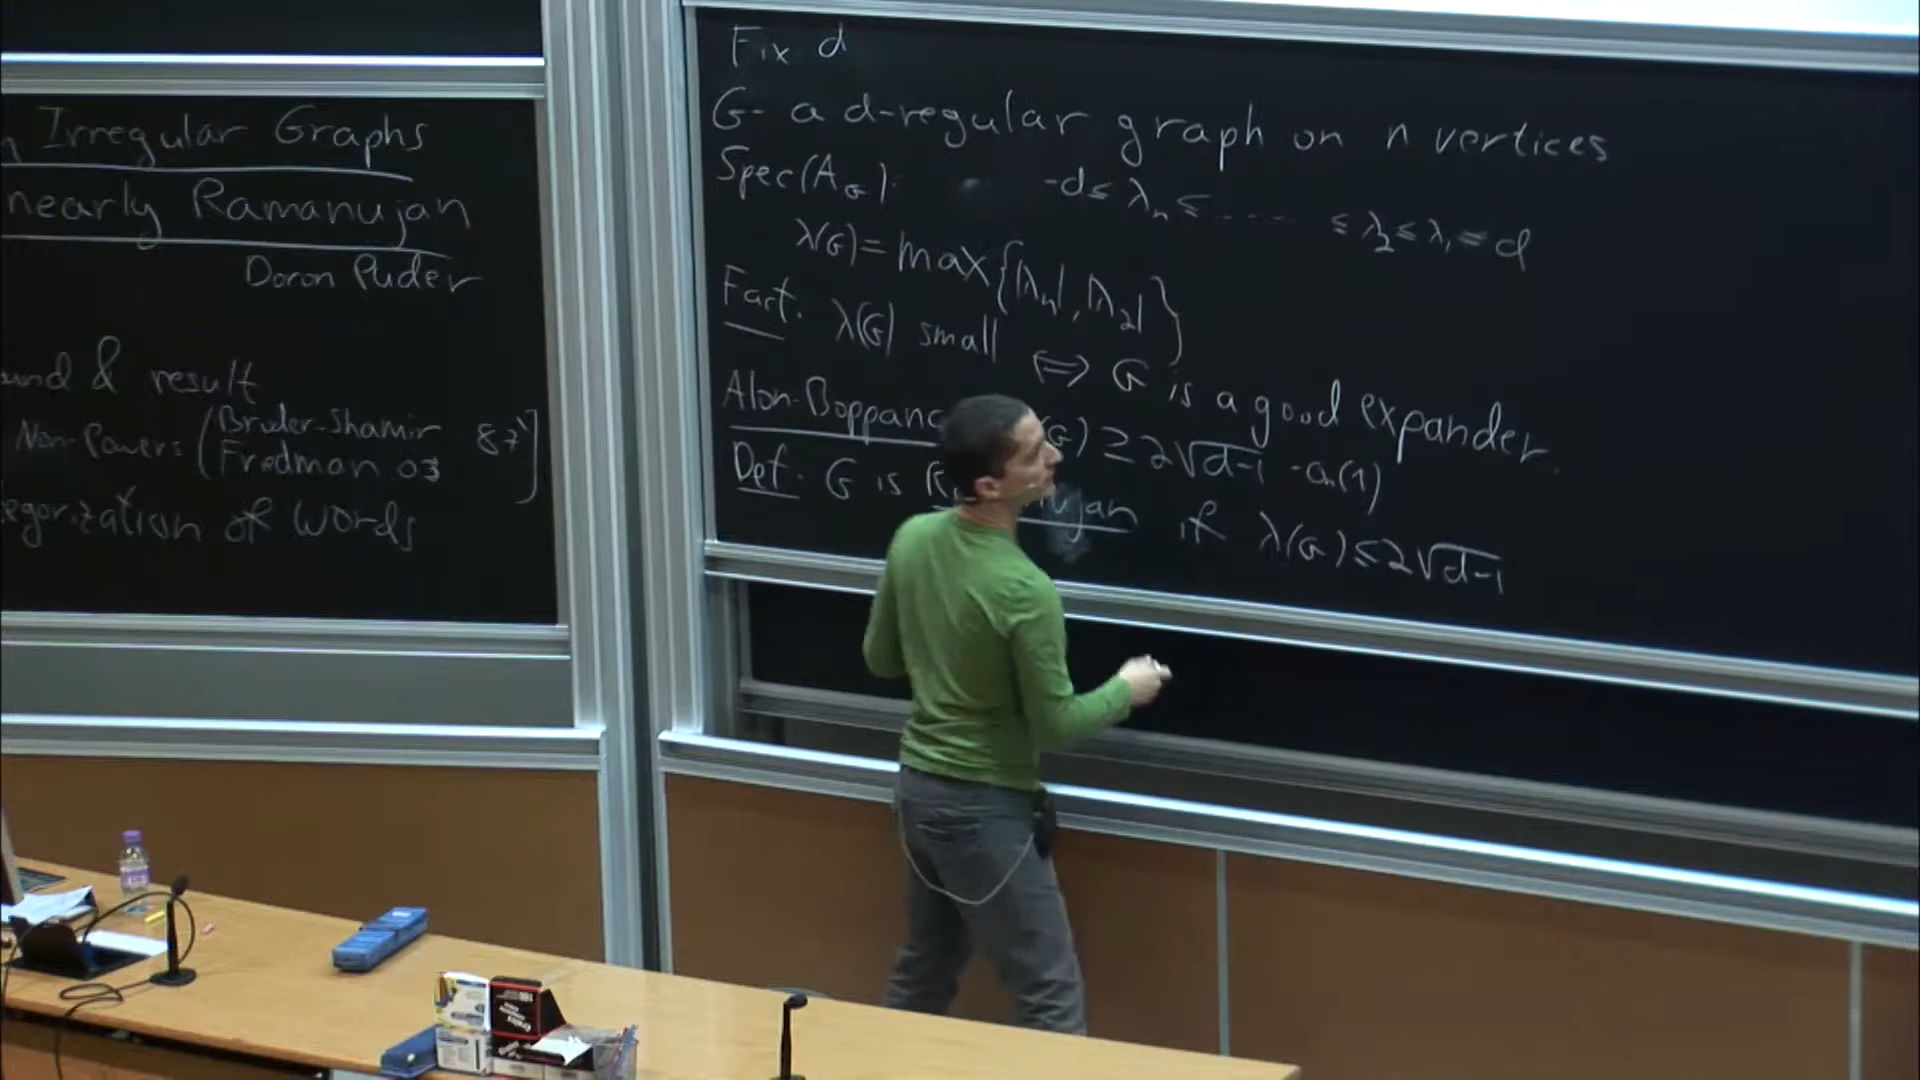 Irregular Graphs
nearly Ramanujan
Doron Puder
& result
Non-Powers [Broder-Shamir 87'
Friedman 03]
of words
Fix d
G- a d-regular graph on n vertices
Spec(A_G): -d ≤ λ_n ≤ ...... ≤ λ_2 ≤ λ_1 = d
λ(G) = max{|λ_n|, |λ_2|}
Fact: λ(G) small ⟺ G is a good expander.
Alon-Boppana G) ≥ 2√(d-1) - o_n(1)
Def: G is if λ(G) ≤ 2√(d-1)